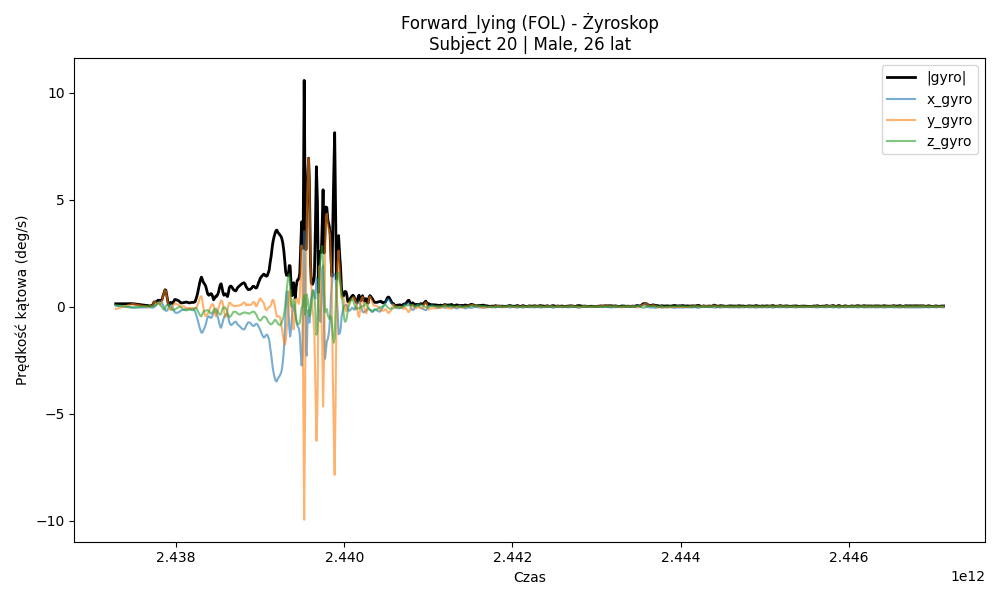 Forward_lying (FOL) - Żyroskop
Subject 20 | Male, 26 lat
|gyro|
x_gyro
y_gyro
z_gyro
Prędkość kątowa (deg/s)
10
5
0
−5
−10
2.438
2.440
2.442
2.444
2.446
1e12
Czas